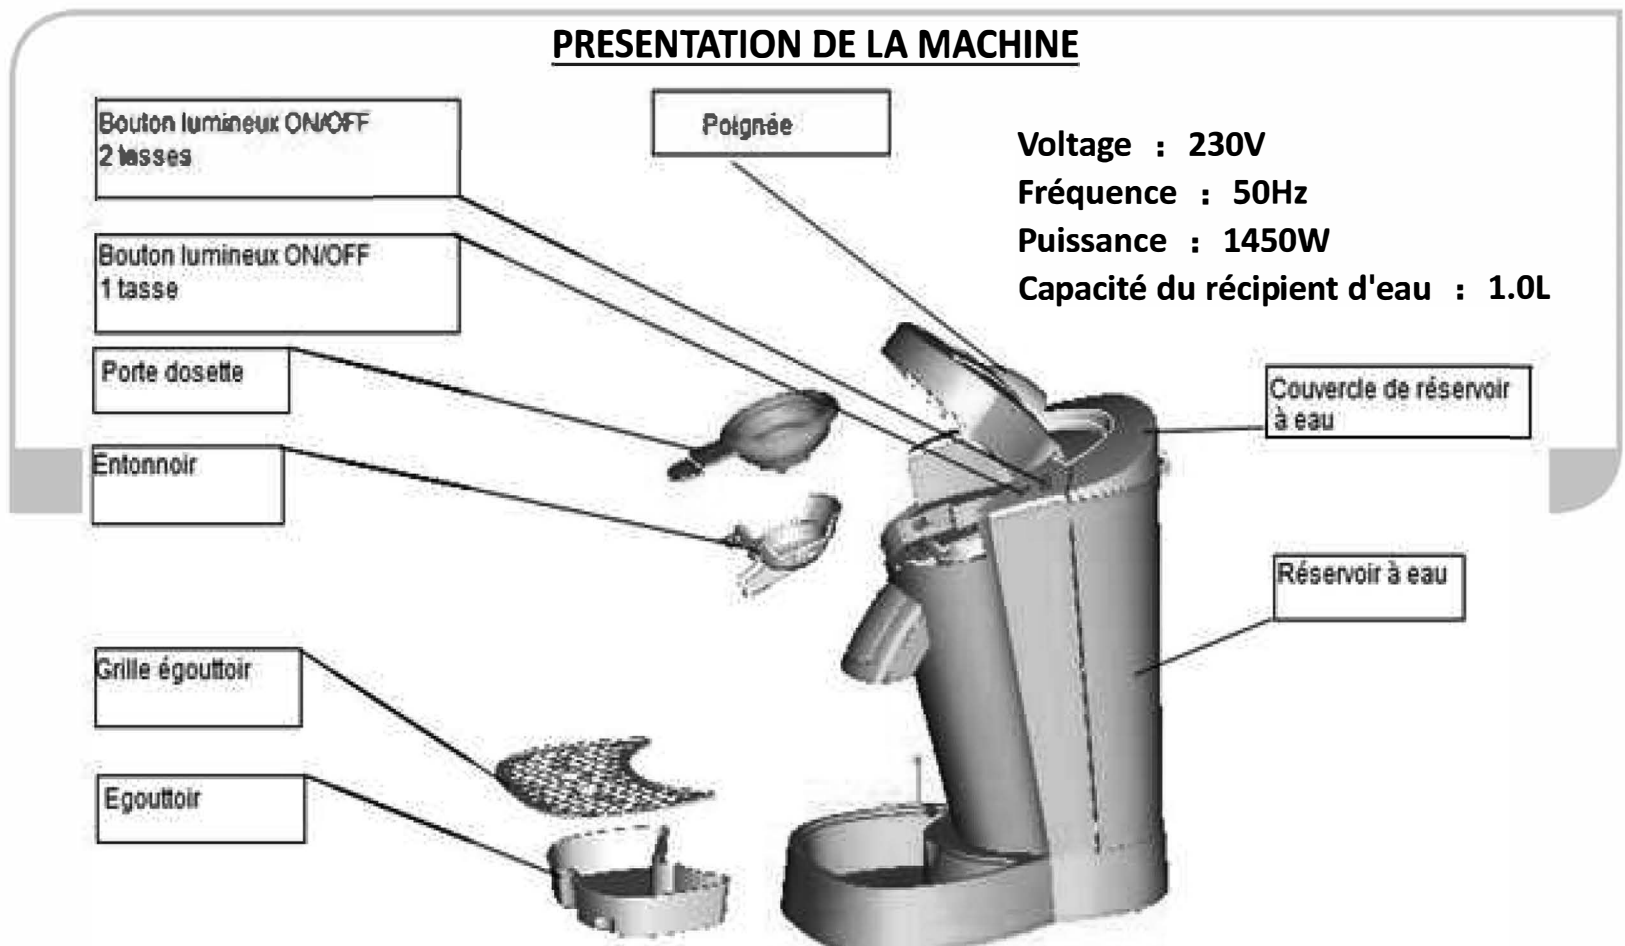 PRESENTATION DE LA MACHINE
Bouton lumineux ON/OFF
2 tasses
Poignée
Voltage : 230V
Fréquence : 50Hz
Puissance : 1450W
Capacité du récipient d'eau : 1.0L
Bouton lumineux ON/OFF
1 tasse
Porte dosette
Couvercle de réservoir
à eau
Entonnoir
Réservoir à eau
Grille égouttoir
Egouttoir